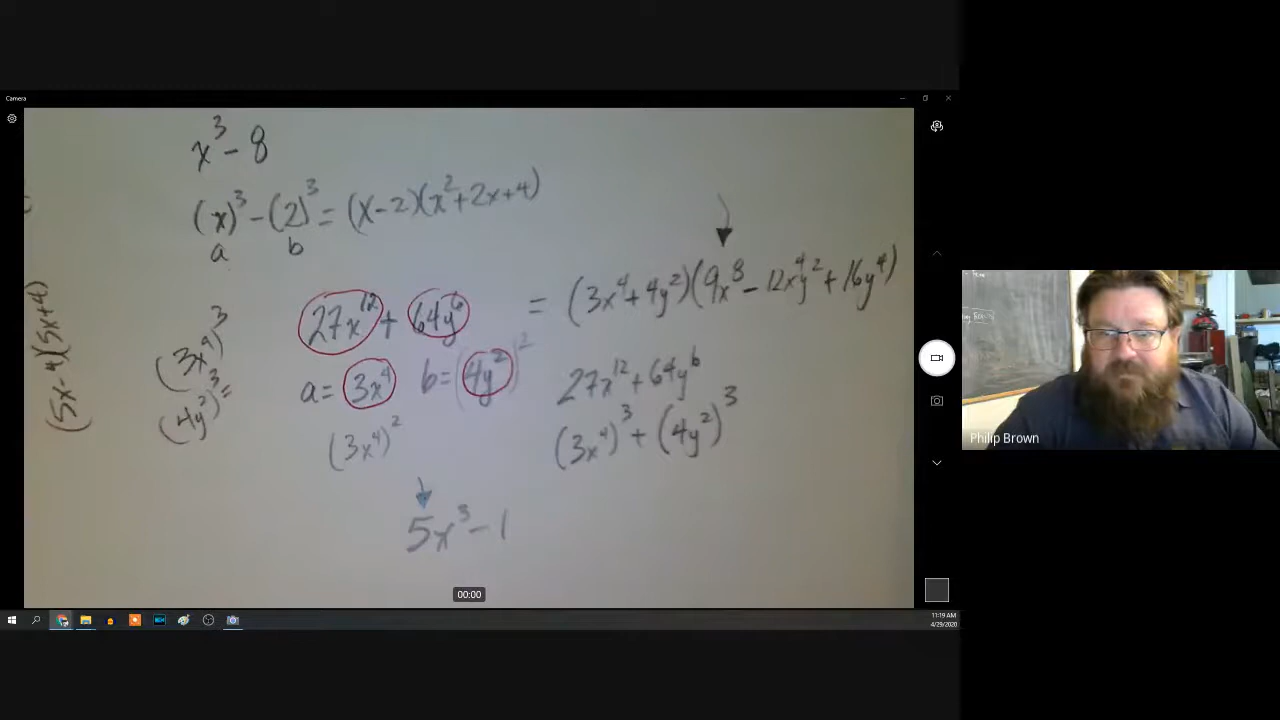 Camera
x³ - 8
(x)³ - (2)³ = (x-2)(x²+2x+4)
a b
27x¹² + 64y⁶ = (3x⁴+4y²)(9x⁸ - 12x⁴y² + 16y⁴)
(3x⁴)³
a = 3x⁴ b = (4y²)²
27x¹² + 64y⁶
(4y²)³ =
(3x⁴)²
(3x⁴)³ + (4y²)³
5x³ - 1
(5x-4)(5x+4)
00:00
Philip Brown
11:19 AM
4/29/2020